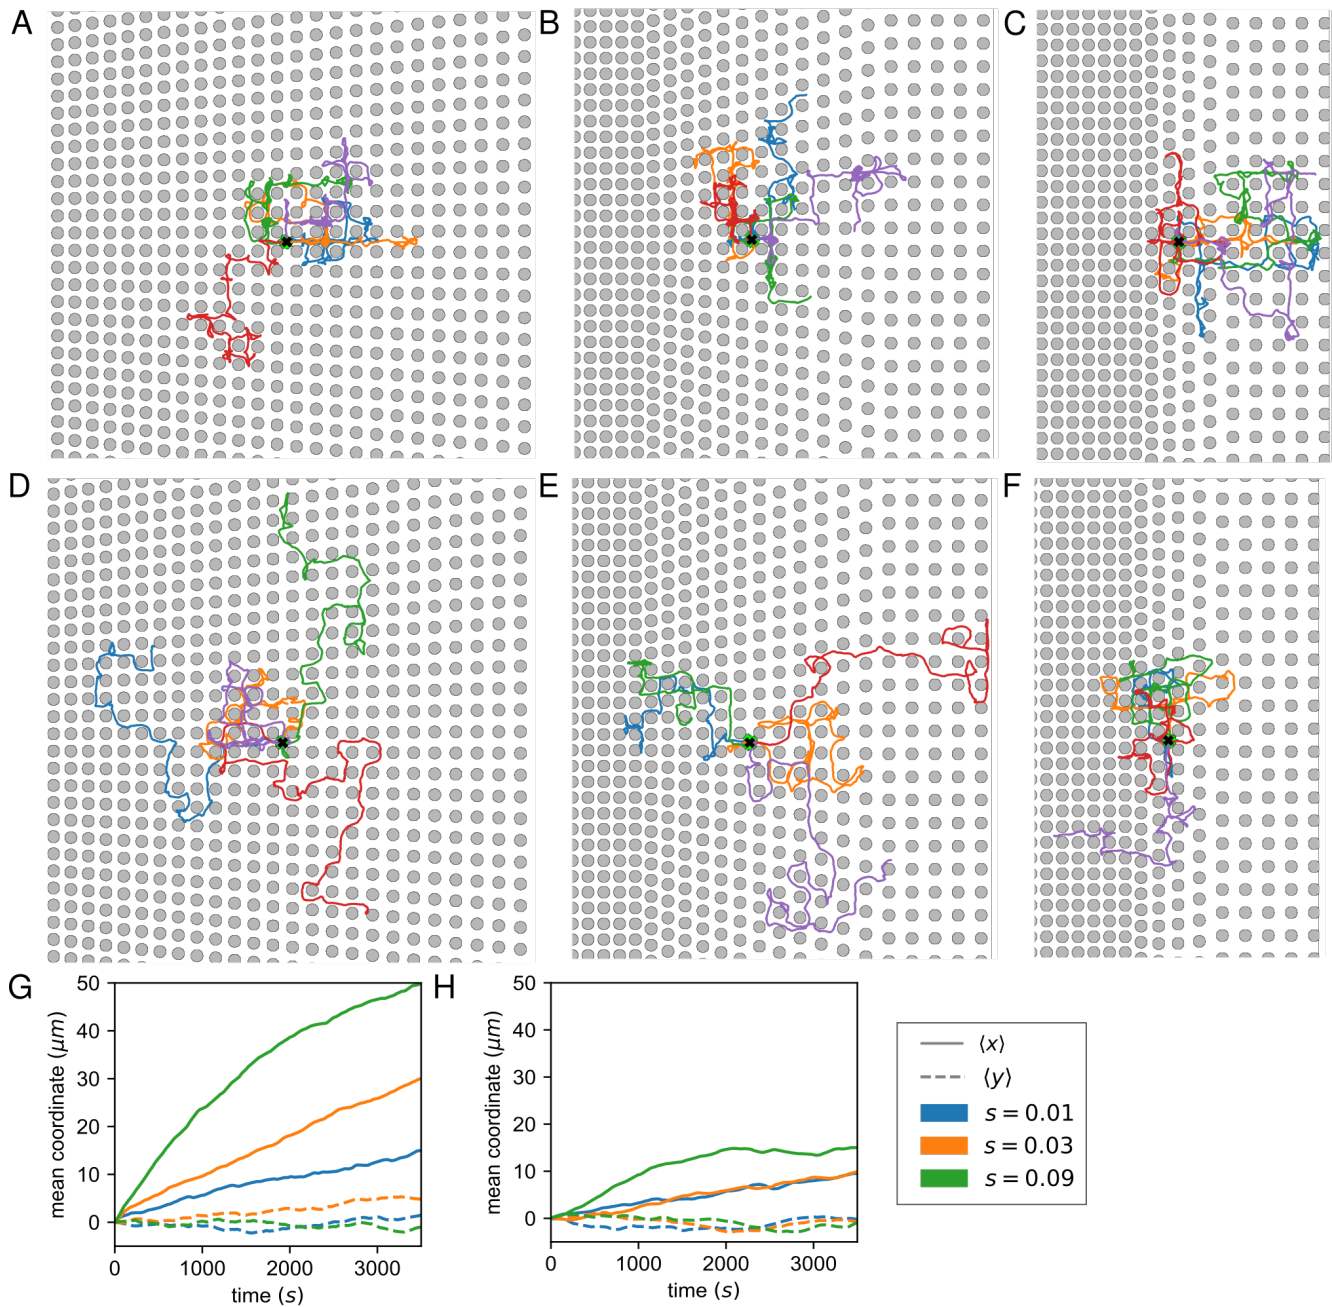 A
B
C
D
E
F
G
H
50
40
30
20
10
0
mean coordinate (μm)
0
1000
2000
3000
time (s)
50
40
30
20
10
0
mean coordinate (μm)
0
1000
2000
3000
time (s)
⟨x⟩
⟨y⟩
s = 0.01
s = 0.03
s = 0.09